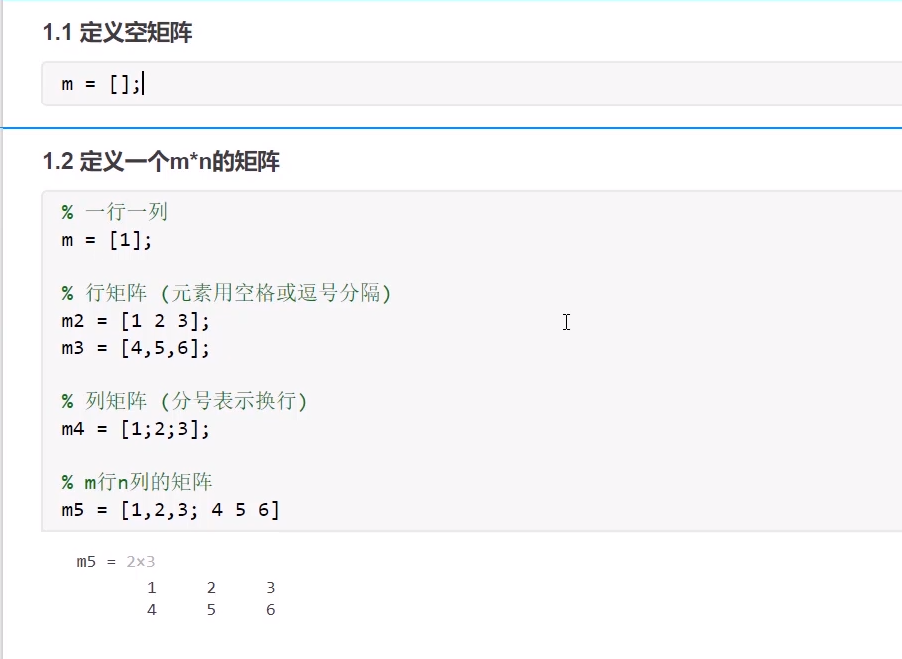 1.1 定义空矩阵
m = [];
1.2 定义一个m*n的矩阵
% 一行一列
m = [1];
% 行矩阵 (元素用空格或逗号分隔)
m2 = [1 2 3];
m3 = [4,5,6];
% 列矩阵 (分号表示换行)
m4 = [1;2;3];
% m行n列的矩阵
m5 = [1,2,3; 4 5 6]
m5 = 2×3
1 2 3
4 5 6